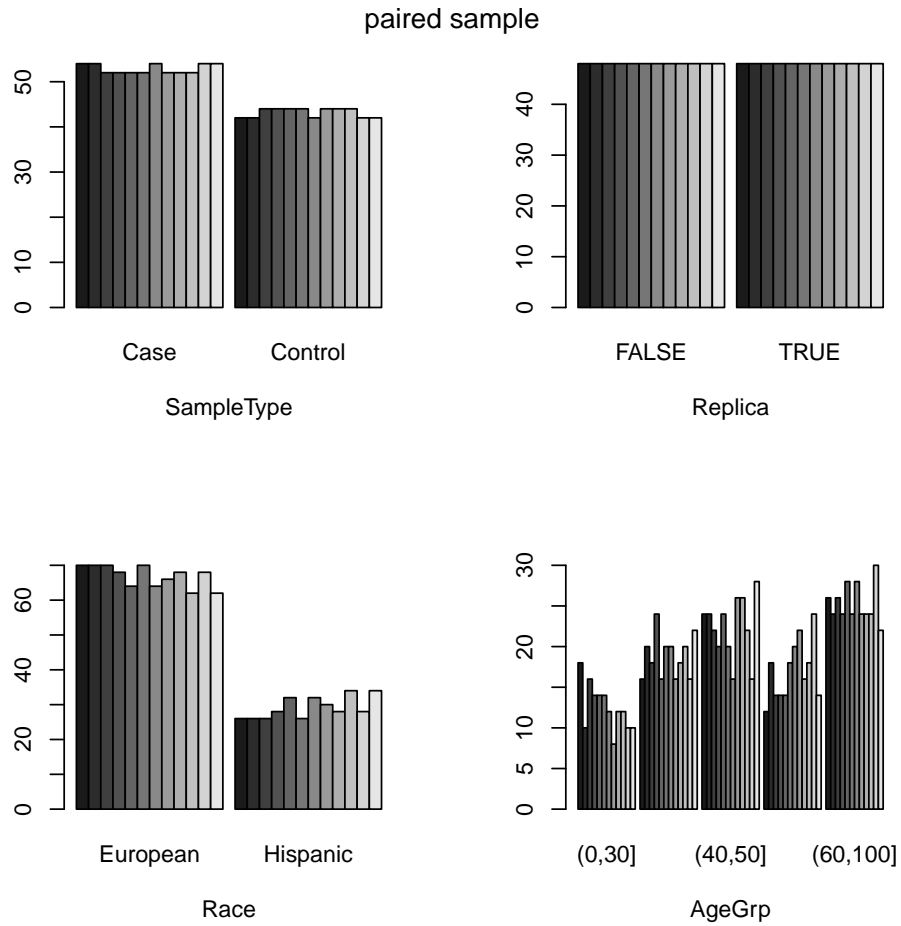 paired sample
50
30
10
0
Case
Control
SampleType
40
30
20
10
0
FALSE
TRUE
Replica
60
40
20
0
European
Hispanic
Race
30
20
10
5
0
(0,30]
(40,50]
(60,100]
AgeGrp